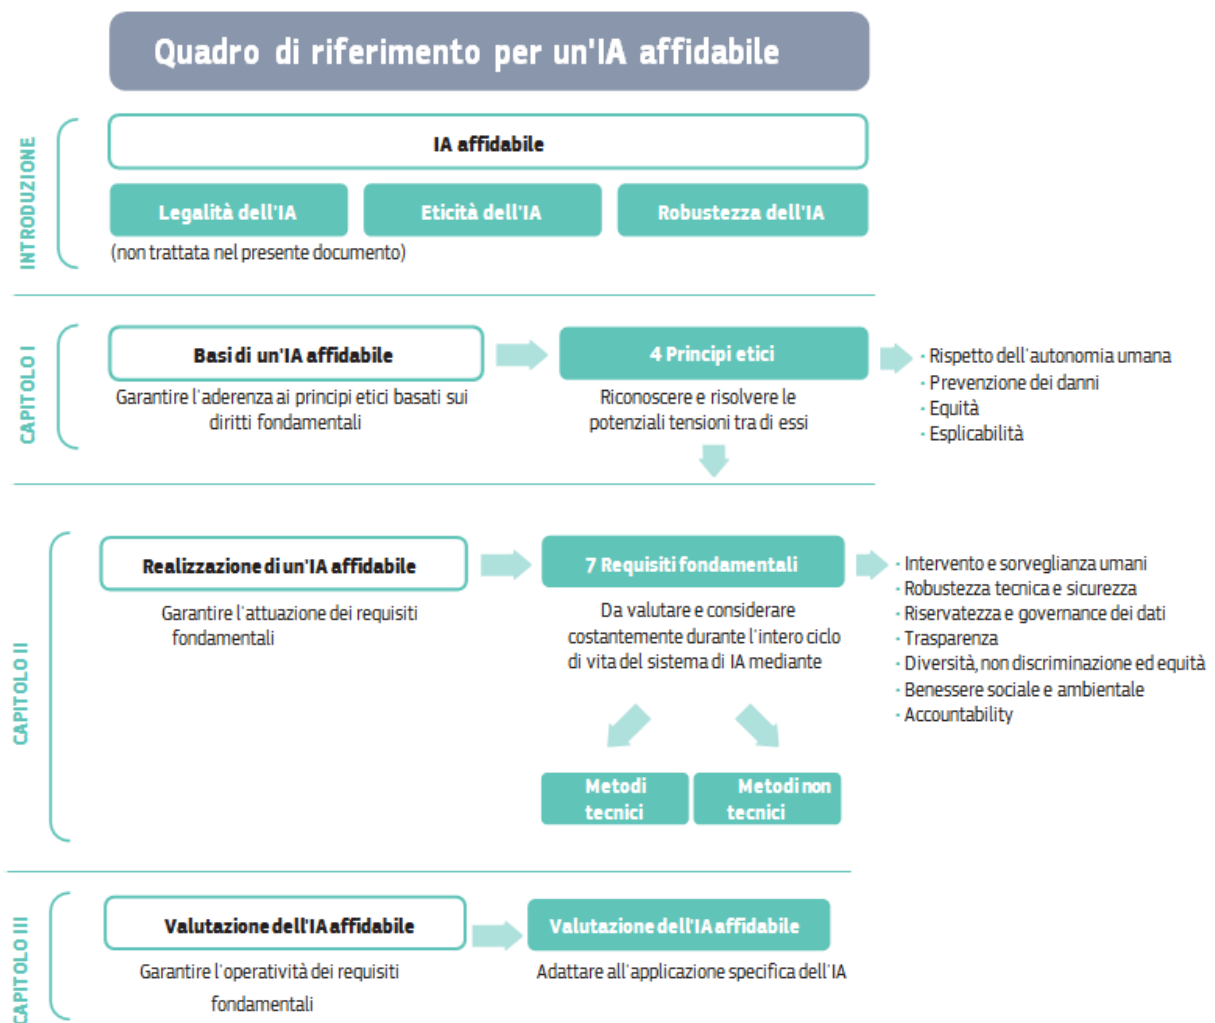 Quadro di riferimento per un'IA affidabile
INTRODUZIONE
IA affidabile
Legalità dell'IA
Eticità dell'IA
Robustezza dell'IA
(non trattata nel presente documento)
CAPITOLO I
Basi di un'IA affidabile
Garantire l'aderenza ai principi etici basati sui
diritti fondamentali
4 Principi etici
Riconoscere e risolvere le
potenziali tensioni tra di essi
· Rispetto dell'autonomia umana
· Prevenzione dei danni
· Equità
· Esplicabilità
CAPITOLO II
Realizzazione di un'IA affidabile
Garantire l'attuazione dei requisiti
fondamentali
7 Requisiti fondamentali
Da valutare e considerare
costantemente durante l'intero ciclo
di vita del sistema di IA mediante
Metodi
tecnici
Metodi non
tecnici
· Intervento e sorveglianza umani
· Robustezza tecnica e sicurezza
· Riservatezza e governance dei dati
· Trasparenza
· Diversità, non discriminazione ed equità
· Benessere sociale e ambientale
· Accountability
CAPITOLO III
Valutazione dell'IA affidabile
Garantire l'operatività dei requisiti
fondamentali
Valutazione dell'IA affidabile
Adattare all'applicazione specifica dell'IA